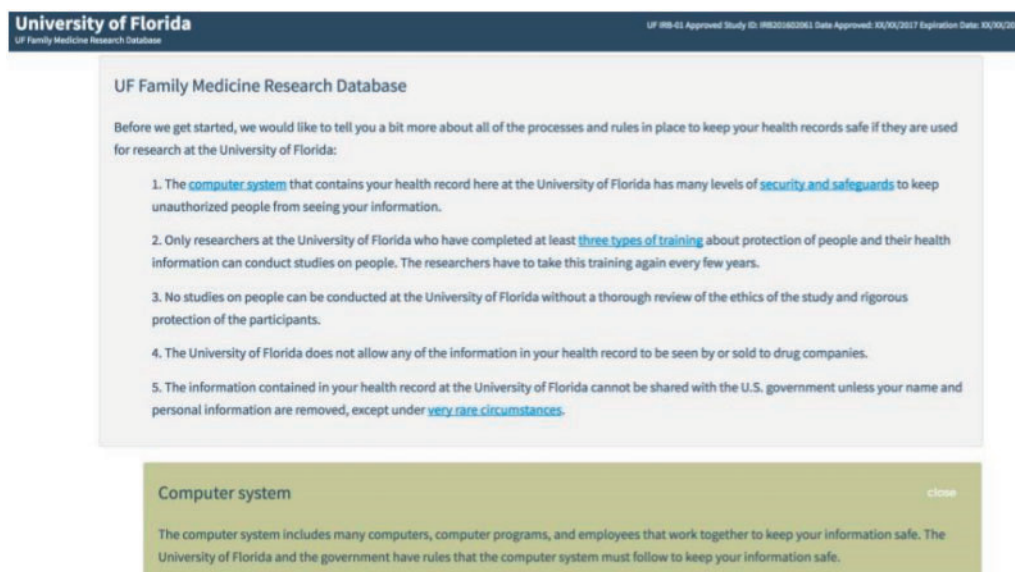 University of Florida
UF Family Medicine Research Database
UF IRB-01 Approved Study ID: IRB201602061 Date Approved: XX/XX/2017 Expiration Date: XX/XX/20
UF Family Medicine Research Database
Before we get started, we would like to tell you a bit more about all of the processes and rules in place to keep your health records safe if they are used
for research at the University of Florida:
1. The computer system that contains your health record here at the University of Florida has many levels of security and safeguards to keep
unauthorized people from seeing your information.
2. Only researchers at the University of Florida who have completed at least three types of training about protection of people and their health
information can conduct studies on people. The researchers have to take this training again every few years.
3. No studies on people can be conducted at the University of Florida without a thorough review of the ethics of the study and rigorous
protection of the participants.
4. The University of Florida does not allow any of the information in your health record to be seen by or sold to drug companies.
5. The information contained in your health record at the University of Florida cannot be shared with the U.S. government unless your name and
personal information are removed, except under very rare circumstances.
Computer system
close
The computer system includes many computers, computer programs, and employees that work together to keep your information safe. The
University of Florida and the government have rules that the computer system must follow to keep your information safe.